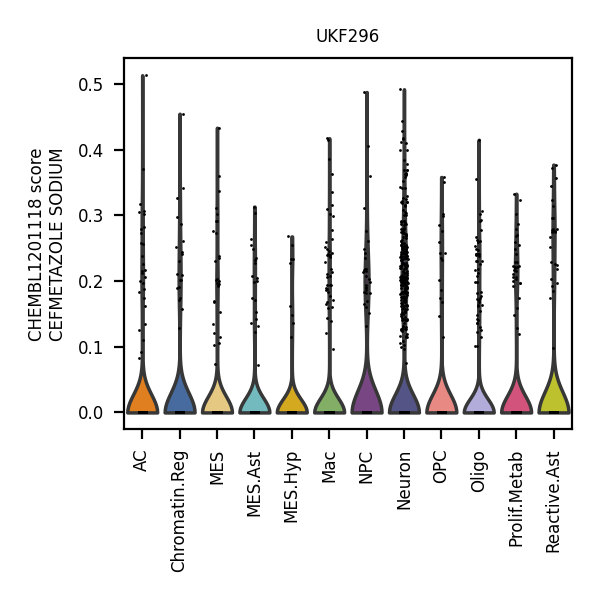 UKF296
CHEMBL1201118 score
CEFMETAZOLE SODIUM
0.5
0.4
0.3
0.2
0.1
0.0
AC
Chromatin.Reg
MES
MES.Ast
MES.Hyp
Mac
NPC
Neuron
OPC
Oligo
Prolif.Metab
Reactive.Ast